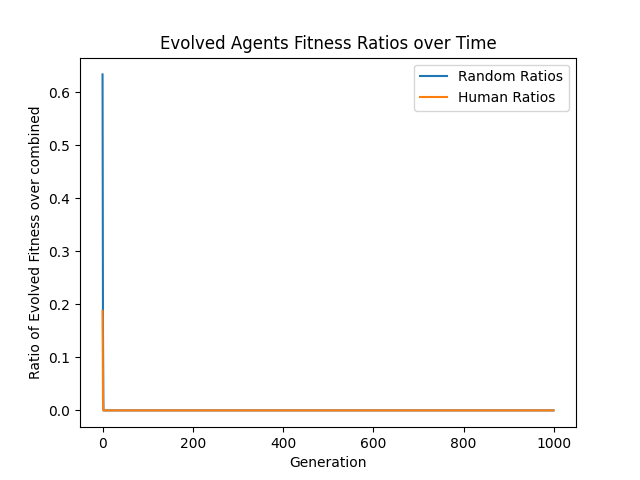 Evolved Agents Fitness Ratios over Time
Random Ratios
Human Ratios
Ratio of Evolved Fitness over combined
0.6
0.5
0.4
0.3
0.2
0.1
0.0
0 200 400 600 800 1000
Generation